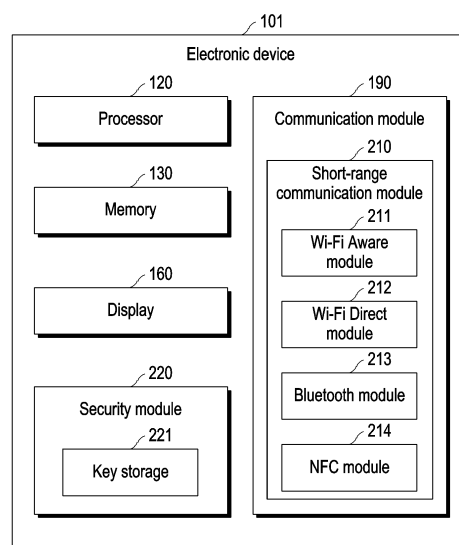 101
Electronic device
120
Processor
130
Memory
160
Display
220
Security module
221
Key storage
190
Communication module
210
Short-range
communication module
211
Wi-Fi Aware
module
212
Wi-Fi Direct
module
213
Bluetooth module
214
NFC module